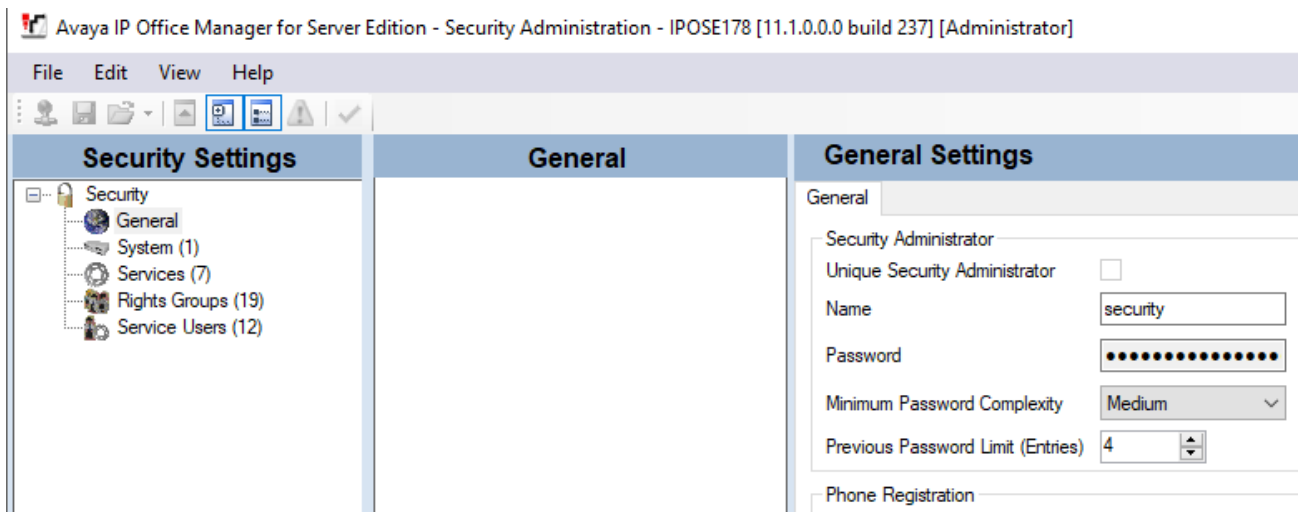 Avaya IP Office Manager for Server Edition - Security Administration - IPOSE178 [11.1.0.0.0 build 237] [Administrator]
File Edit View Help
Security Settings
General
General Settings
Security
General
System (1)
Services (7)
Rights Groups (19)
Service Users (12)
General
Security Administrator
Unique Security Administrator
Name security
Password ●●●●●●●●●●●●●●●
Minimum Password Complexity Medium
Previous Password Limit (Entries) 4
Phone Registration